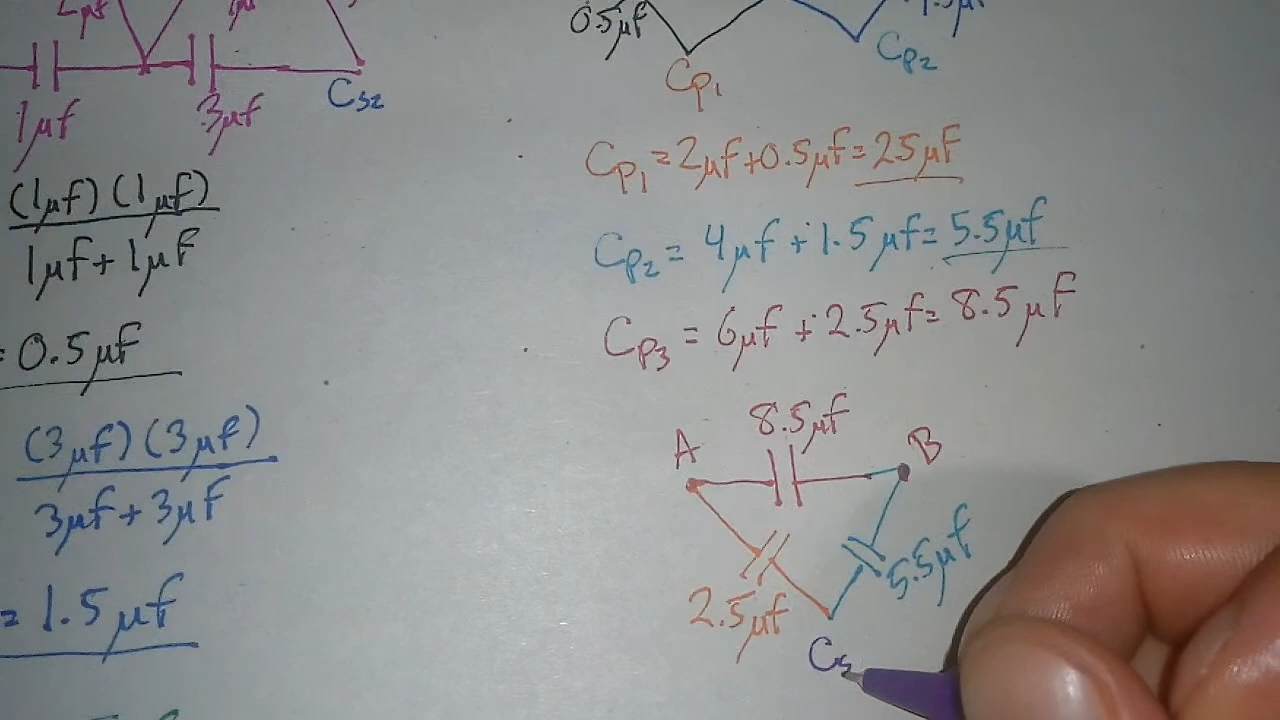 0.5μf
Cp2
Cp1
1μf
3μf
Cs2
Cp1 = 2μf + 0.5μf = 25μF
(1μf) (1μf)
1μf + 1μF
Cp2 = 4μf + 1.5μf = 5.5μf
Cp3 = 6μf + 2.5μf = 8.5μF
= 0.5μF
(3μf) (3μf)
3μf + 3μF
8.5μf
A
B
5.5μf
2.5μf
= 1.5μf
Cs